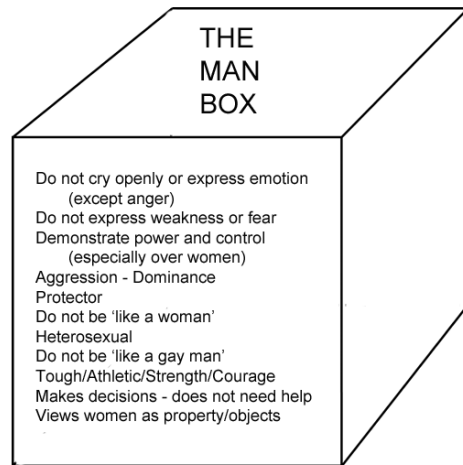 THE
MAN
BOX
Do not cry openly or express emotion
(except anger)
Do not express weakness or fear
Demonstrate power and control
(especially over women)
Aggression - Dominance
Protector
Do not be ‘like a woman’
Heterosexual
Do not be ‘like a gay man’
Tough/Athletic/Strength/Courage
Makes decisions - does not need help
Views women as property/objects